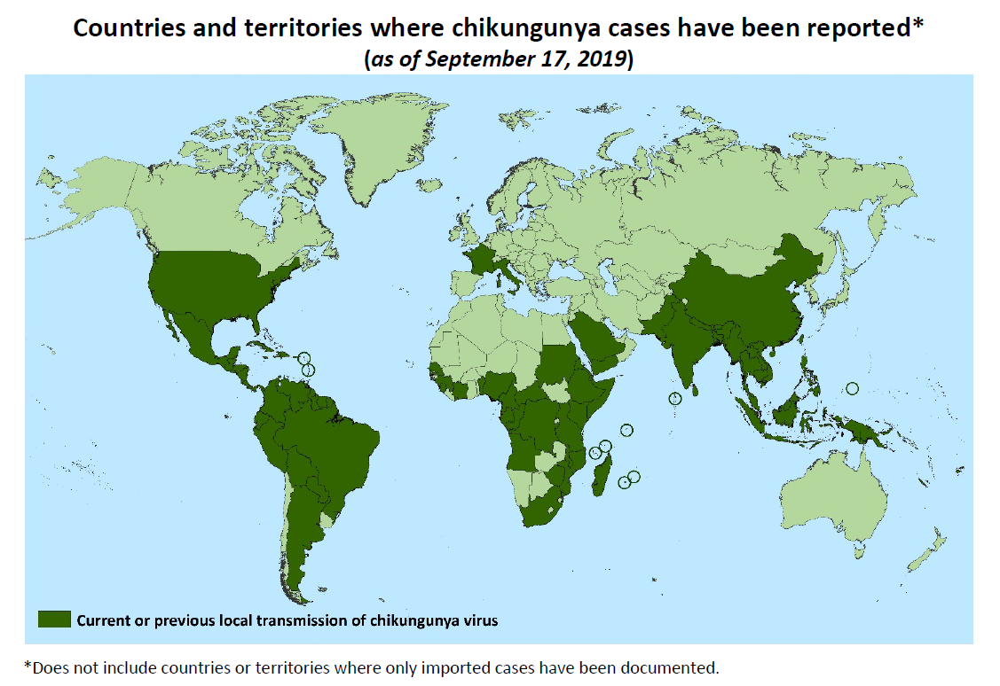 Countries and territories where chikungunya cases have been reported*
(as of September 17, 2019)
Current or previous local transmission of chikungunya virus
*Does not include countries or territories where only imported cases have been documented.